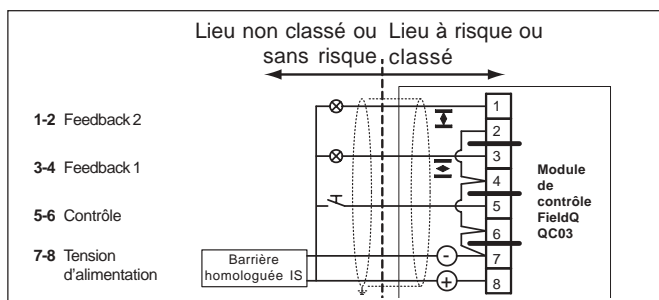 Lieu non classé ou
sans risque
Lieu à risque ou
classé
1-2 Feedback 2
3-4 Feedback 1
5-6 Contrôle
7-8 Tension
d'alimentation
Barrière
homologuée IS
-
+
1
2
3
4
5
6
7
8
Module
de
contrôle
FieldQ
QC03